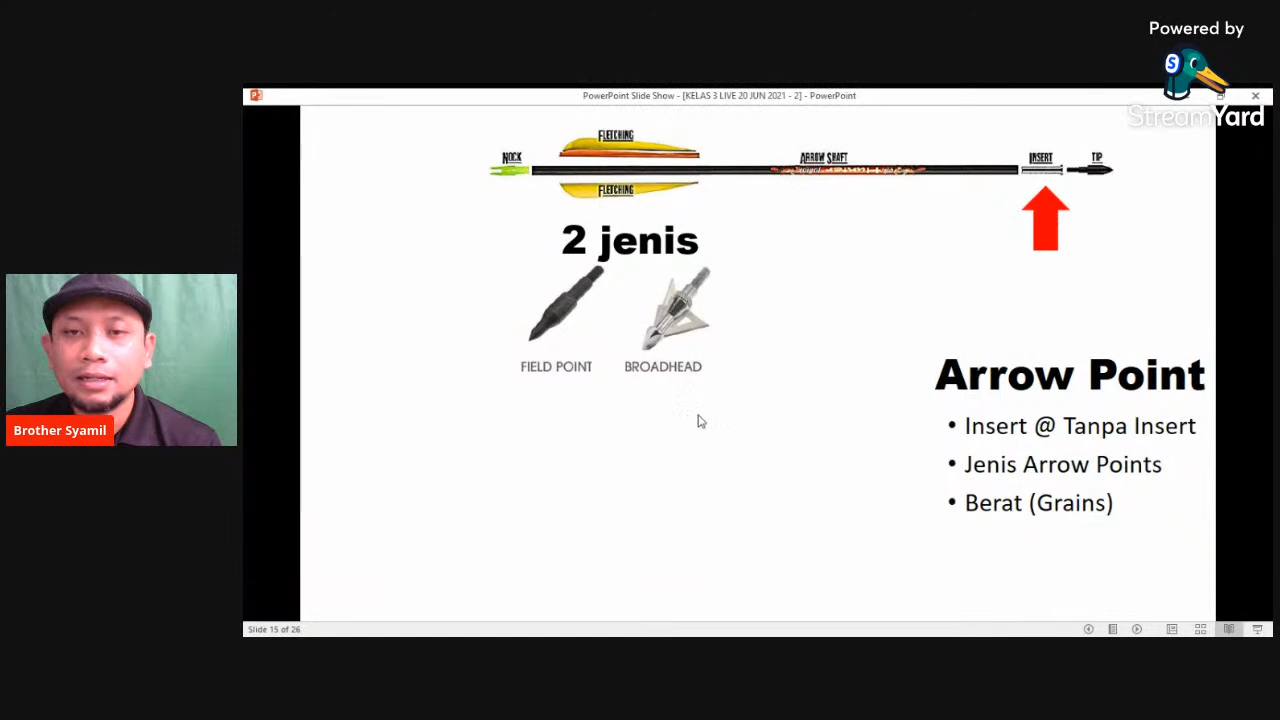 Powered by
StreamYard
PowerPoint Slide Show - [KELAS 3 LIVE 20 JUN 2021 - 2] - PowerPoint
FLETCHING
NOCK
ARROW SHAFT
INSERT
TIP
FLETCHING
2 jenis
FIELD POINT
BROADHEAD
Arrow Point
• Insert @ Tanpa Insert
• Jenis Arrow Points
• Berat (Grains)
Brother Syamil
Slide 15 of 26